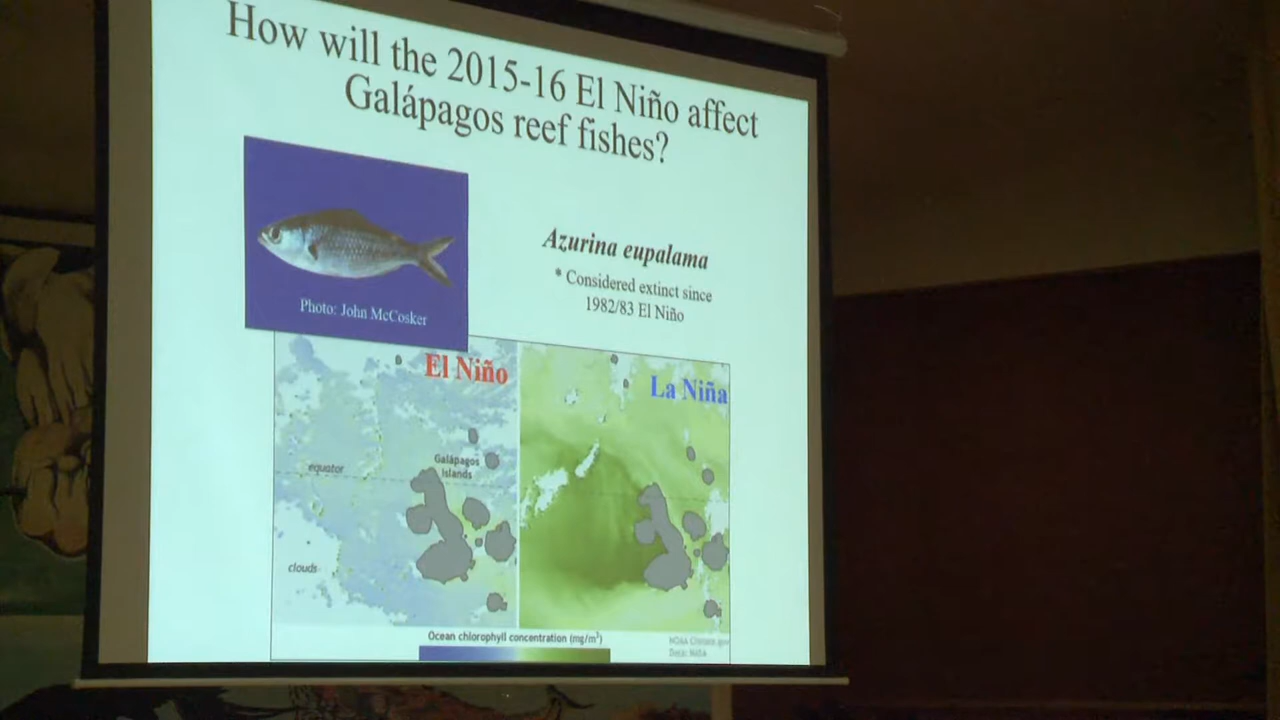 How will the 2015-16 El Niño affect
Galápagos reef fishes?
Azurina eupalama
* Considered extinct since
1982/83 El Niño
Photo: John McCosker
El Niño
La Niña
Galápagos
Islands
equator
clouds
Ocean chlorophyll concentration (mg/m³)
NOAA Climate.gov
Data: NASA